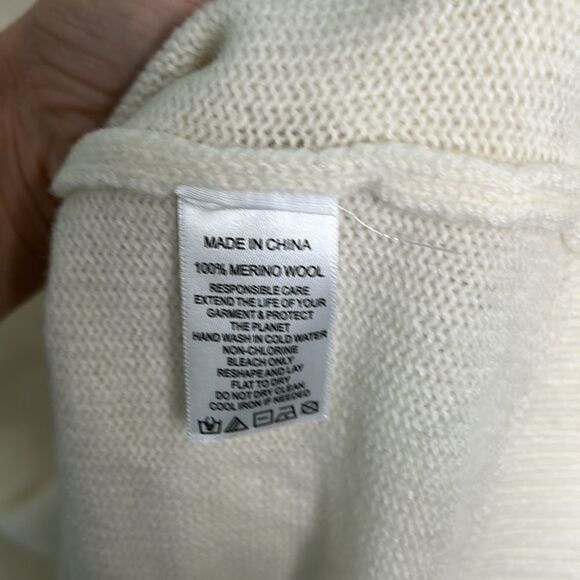 MADE IN CHINA
100% MERINO WOOL
RESPONSIBLE CARE
EXTEND THE LIFE OF YOUR
GARMENT & PROTECT
THE PLANET
HAND WASH IN COLD WATER
NON-CHLORINE
BLEACH ONLY
RESHAPE AND LAY
FLAT TO DRY
DO NOT DRY CLEAN
COOL IRON IF NEEDED